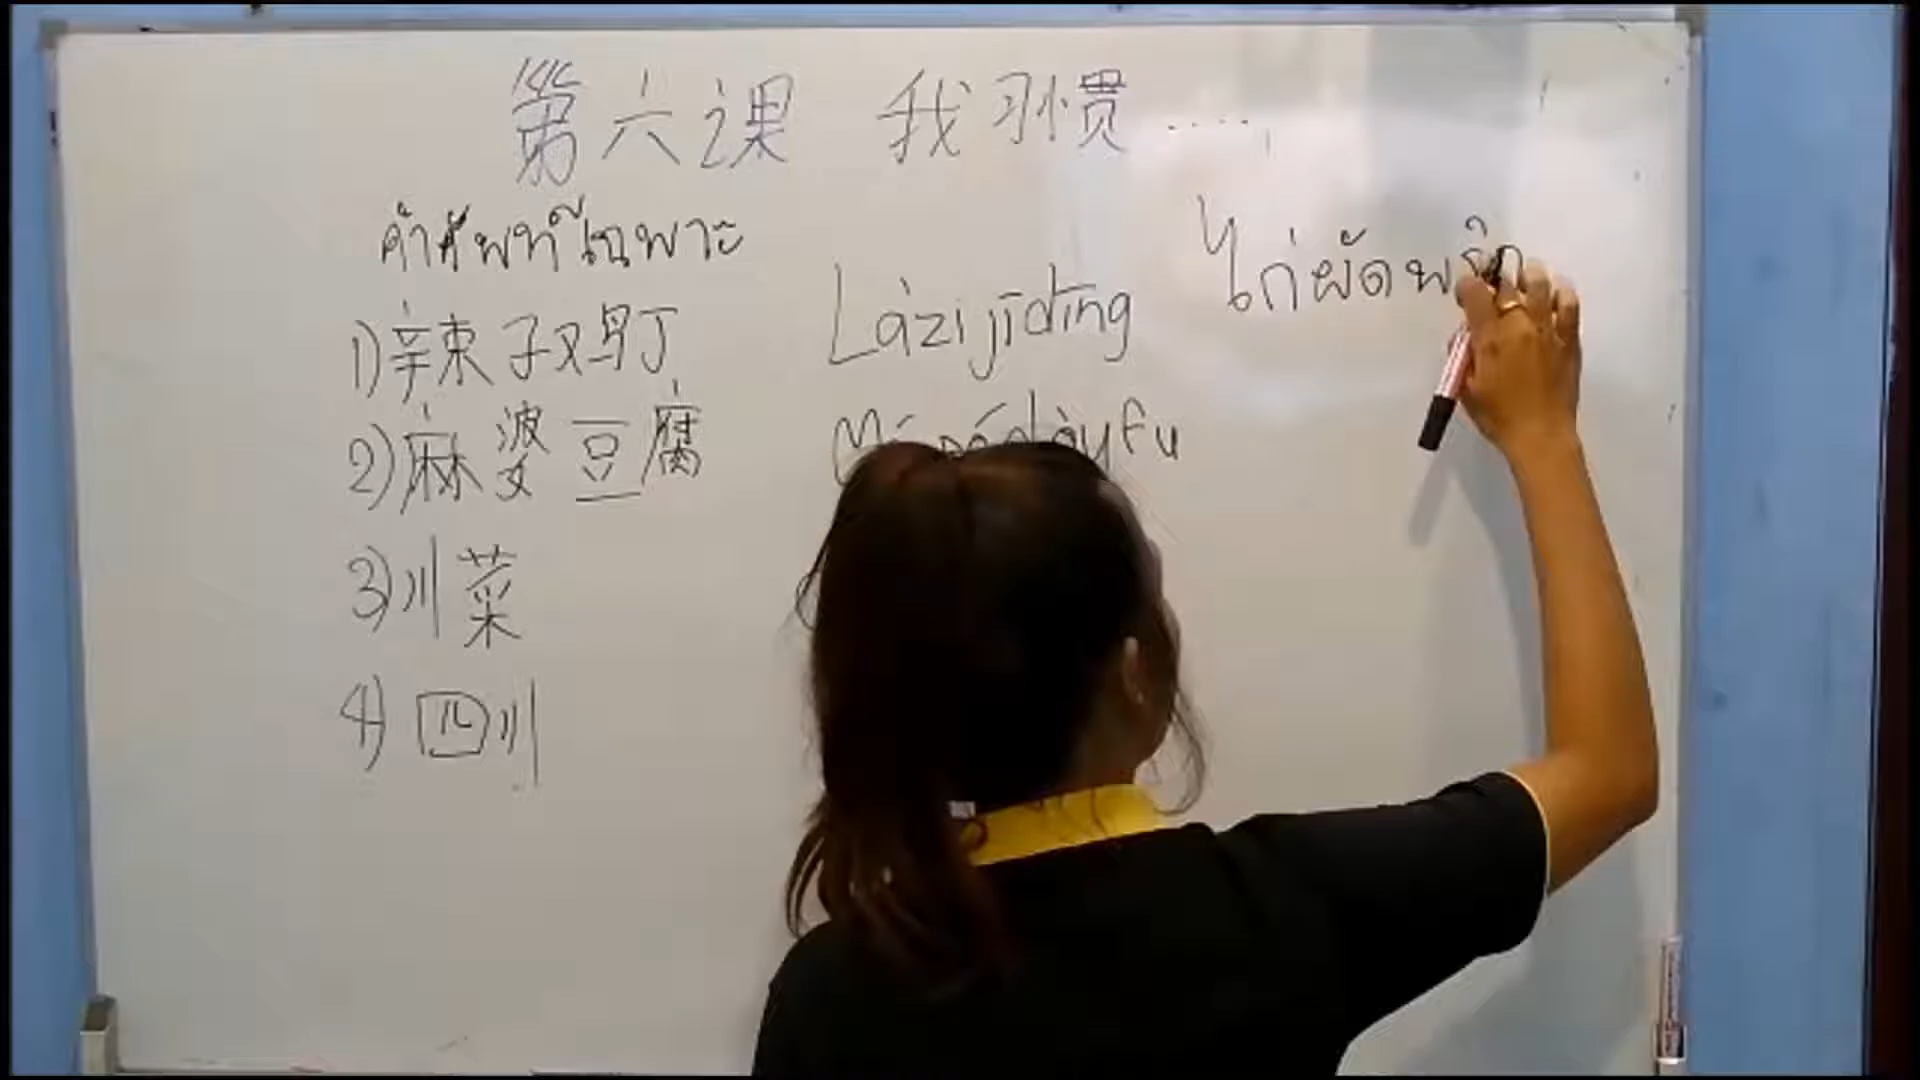 第六课 我习惯.....
คำศัพท์เฉพาะ
1) 辣子鸡丁 Làzi jīdīng ไก่ผัดพริก
2) 麻婆豆腐
3) 川菜
4) 四川